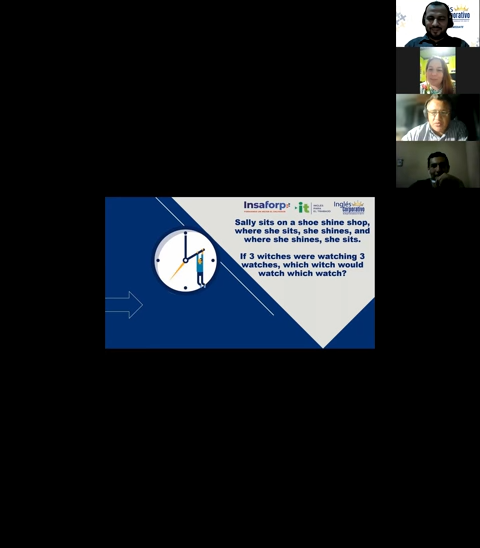 Insaforp
it
Inglés
Corporativo
Sally sits on a shoe shine shop,
where she sits, she shines, and
where she shines, she sits.
If 3 witches were watching 3
watches, which witch would
watch which watch?